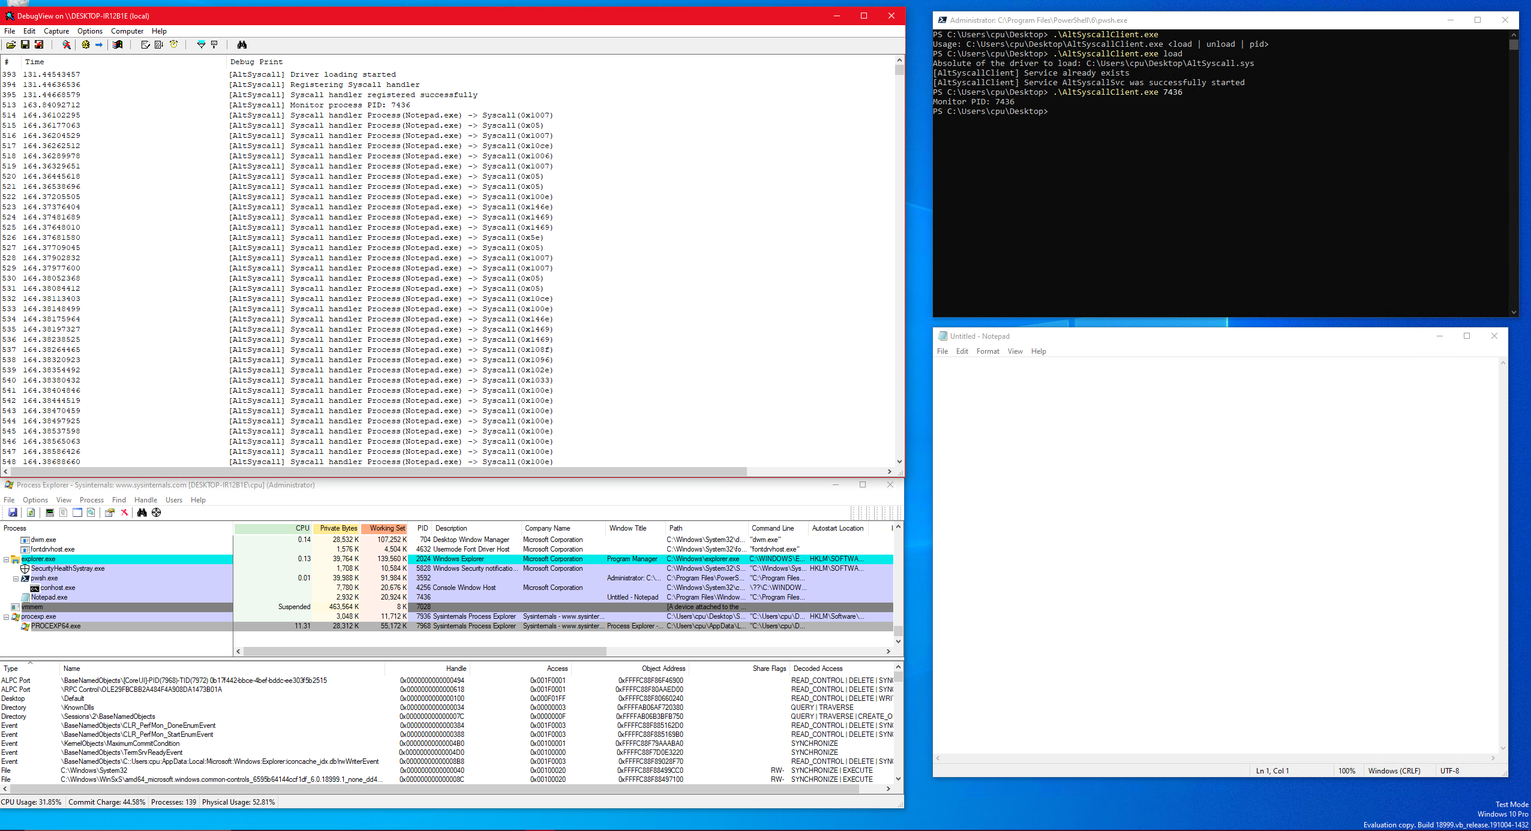 DebugView on \\DESKTOP-IR12B1E (local)
File Edit Capture Options Computer Help
# Time Debug Print
393 131.44543457 [AltSyscall] Driver loading started
394 131.44636536 [AltSyscall] Registering Syscall handler
395 131.44668579 [AltSyscall] Syscall handler registered successfully
513 163.84092712 [AltSyscall] Monitor process PID: 7436
514 164.36102295 [AltSyscall] Syscall handler Process(Notepad.exe) -> Syscall(0x1007)
515 164.36177063 [AltSyscall] Syscall handler Process(Notepad.exe) -> Syscall(0x05)
516 164.36204529 [AltSyscall] Syscall handler Process(Notepad.exe) -> Syscall(0x1007)
517 164.36262512 [AltSyscall] Syscall handler Process(Notepad.exe) -> Syscall(0x10ce)
518 164.36289978 [AltSyscall] Syscall handler Process(Notepad.exe) -> Syscall(0x1006)
519 164.36329651 [AltSyscall] Syscall handler Process(Notepad.exe) -> Syscall(0x1007)
520 164.36445618 [AltSyscall] Syscall handler Process(Notepad.exe) -> Syscall(0x05)
521 164.36538696 [AltSyscall] Syscall handler Process(Notepad.exe) -> Syscall(0x05)
522 164.37205505 [AltSyscall] Syscall handler Process(Notepad.exe) -> Syscall(0x100e)
523 164.37376404 [AltSyscall] Syscall handler Process(Notepad.exe) -> Syscall(0x146e)
524 164.37481689 [AltSyscall] Syscall handler Process(Notepad.exe) -> Syscall(0x1469)
525 164.37648010 [AltSyscall] Syscall handler Process(Notepad.exe) -> Syscall(0x1469)
526 164.37681580 [AltSyscall] Syscall handler Process(Notepad.exe) -> Syscall(0x5e)
527 164.37709045 [AltSyscall] Syscall handler Process(Notepad.exe) -> Syscall(0x05)
528 164.37902832 [AltSyscall] Syscall handler Process(Notepad.exe) -> Syscall(0x1007)
529 164.37977600 [AltSyscall] Syscall handler Process(Notepad.exe) -> Syscall(0x1007)
530 164.38052368 [AltSyscall] Syscall handler Process(Notepad.exe) -> Syscall(0x05)
531 164.38084412 [AltSyscall] Syscall handler Process(Notepad.exe) -> Syscall(0x05)
532 164.38113403 [AltSyscall] Syscall handler Process(Notepad.exe) -> Syscall(0x10ce)
533 164.38148499 [AltSyscall] Syscall handler Process(Notepad.exe) -> Syscall(0x100e)
534 164.38175964 [AltSyscall] Syscall handler Process(Notepad.exe) -> Syscall(0x146e)
535 164.38197327 [AltSyscall] Syscall handler Process(Notepad.exe) -> Syscall(0x1469)
536 164.38238525 [AltSyscall] Syscall handler Process(Notepad.exe) -> Syscall(0x1469)
537 164.38264465 [AltSyscall] Syscall handler Process(Notepad.exe) -> Syscall(0x108f)
538 164.38320923 [AltSyscall] Syscall handler Process(Notepad.exe) -> Syscall(0x1096)
539 164.38354492 [AltSyscall] Syscall handler Process(Notepad.exe) -> Syscall(0x102e)
540 164.38380432 [AltSyscall] Syscall handler Process(Notepad.exe) -> Syscall(0x1033)
541 164.38404846 [AltSyscall] Syscall handler Process(Notepad.exe) -> Syscall(0x100e)
542 164.38444519 [AltSyscall] Syscall handler Process(Notepad.exe) -> Syscall(0x100e)
543 164.38470459 [AltSyscall] Syscall handler Process(Notepad.exe) -> Syscall(0x100e)
544 164.38497925 [AltSyscall] Syscall handler Process(Notepad.exe) -> Syscall(0x100e)
545 164.38537598 [AltSyscall] Syscall handler Process(Notepad.exe) -> Syscall(0x100e)
546 164.38565063 [AltSyscall] Syscall handler Process(Notepad.exe) -> Syscall(0x100e)
547 164.38586426 [AltSyscall] Syscall handler Process(Notepad.exe) -> Syscall(0x100e)
548 164.38688660 [AltSyscall] Syscall handler Process(Notepad.exe) -> Syscall(0x100e)
Administrator: C:\Program Files\PowerShell\6\pwsh.exe
PS C:\Users\cpu\Desktop> .\AltSyscallClient.exe
Usage: C:\Users\cpu\Desktop\AltSyscallClient.exe <load | unload | pid>
PS C:\Users\cpu\Desktop> .\AltSyscallClient.exe load
Absolute of the driver to load: C:\Users\cpu\Desktop\AltSyscall.sys
[AltSyscallClient] Service already exists
[AltSyscallClient] Service AltSyscallSvc was successfully started
PS C:\Users\cpu\Desktop> .\AltSyscallClient.exe 7436
Monitor PID: 7436
PS C:\Users\cpu\Desktop>
Untitled - Notepad
File Edit Format View Help
Ln 1, Col 1 100% Windows (CRLF) UTF-8
Process Explorer - Sysinternals: www.sysinternals.com [DESKTOP-IR12B1E\cpu] (Administrator)
File Options View Process Find Handle Users Help
Process CPU Private Bytes Working Set PID Description Company Name Window Title Path Command Line Autostart Location
dwm.exe 0.14 28,532 K 107,252 K 704 Desktop Window Manager Microsoft Corporation C:\Windows\System32\d... "dwm.exe"
fontdrvhost.exe 1,576 K 4,504 K 4632 Usermode Font Driver Host Microsoft Corporation C:\Windows\System32\fo... "fontdrvhost.exe"
explorer.exe 0.13 39,764 K 139,560 K 2024 Windows Explorer Microsoft Corporation Program Manager C:\Windows\explorer.exe C:\WINDOWS\E... HKLM\SOFTWA...
SecurityHealthSystray.exe 1,708 K 10,584 K 5828 Windows Security notificatio... Microsoft Corporation C:\Windows\System32\S... "C:\Windows\Sys... HKLM\SOFTWA...
pwsh.exe 0.01 39,988 K 91,984 K 3592 Administrator: C:\... C:\Program Files\PowerS... "C:\Program Files...
conhost.exe 7,780 K 20,676 K 4256 Console Window Host Microsoft Corporation C:\Windows\System32\c... \??\C:\WINDOW...
Notepad.exe 2,932 K 20,924 K 7436 Untitled - Notepad C:\Program Files\Window... "C:\Program Files...
vmmem Suspended 463,564 K 8 K 7028 [A device attached to the ...
procexp.exe 3,048 K 11,712 K 7936 Sysinternals Process Explorer Sysinternals - www.sysinter... C:\Users\cpu\Desktop\S... "C:\Users\cpu\D... HKLM\Software\...
PROCEXP64.exe 11.31 28,312 K 55,172 K 7968 Sysinternals Process Explorer Sysinternals - www.sysinter... Process Explorer -... C:\Users\cpu\AppData\L... "C:\Users\cpu\D...
Type Name Handle Access Object Address Share Flags Decoded Access
ALPC Port \BaseNamedObjects\[CoreUI]-PID(7968)-TID(7972) 0b17f442-bbce-4bef-bddc-ee303f5b2515 0x0000000000000494 0x001F0001 0xFFFFC88F86F46900 READ_CONTROL | DELETE | SYN
ALPC Port \RPC Control\OLE29FBCBB2A484F4A908DA1473B01A 0x0000000000000618 0x001F0001 0xFFFFC88F80AAED00 READ_CONTROL | DELETE | SYN
Desktop \Default 0x0000000000000100 0x000F01FF 0xFFFFC88F80660240 READ_CONTROL | DELETE | WRI
Directory \KnownDlls 0x0000000000000034 0x00000003 0xFFFFAB06AF720380 QUERY | TRAVERSE
Directory \Sessions\2\BaseNamedObjects 0x000000000000007C 0x0000000F 0xFFFFAB06B3BFB750 QUERY | TRAVERSE | CREATE_O
Event \BaseNamedObjects\CLR_PerfMon_DoneEnumEvent 0x0000000000000384 0x001F0003 0xFFFFC88F885162D0 READ_CONTROL | DELETE | SYN
Event \BaseNamedObjects\CLR_PerfMon_StartEnumEvent 0x0000000000000388 0x001F0003 0xFFFFC88F885169B0 READ_CONTROL | DELETE | SYN
Event \KernelObjects\MaximumCommitCondition 0x00000000000004B0 0x00100001 0xFFFFC88F79AAABA0 SYNCHRONIZE
Event \BaseNamedObjects\TermSrvReadyEvent 0x00000000000004D0 0x00100000 0xFFFFC88F7D0E3220 SYNCHRONIZE
Event \BaseNamedObjects\C::Users:cpu:AppData:Local:Microsoft:Windows:Explorer:iconcache_idx.db!rwWriterEvent 0x00000000000008B8 0x001F0003 0xFFFFC88F89028F70 READ_CONTROL | DELETE | SYN
File C:\Windows\System32 0x0000000000000040 0x00100020 0xFFFFC88F88499CC0 RW- SYNCHRONIZE | EXECUTE
File C:\Windows\WinSxS\amd64_microsoft.windows.common-controls_6595b64144ccf1df_6.0.18999.1_none_dd4... 0x000000000000008C 0x00100020 0xFFFFC88F88497100 RW- SYNCHRONIZE | EXECUTE
CPU Usage: 31.85% Commit Charge: 44.58% Processes: 139 Physical Usage: 52.81%
Test Mode
Windows 10 Pro
Evaluation copy. Build 18999.vb_release.191004-1432